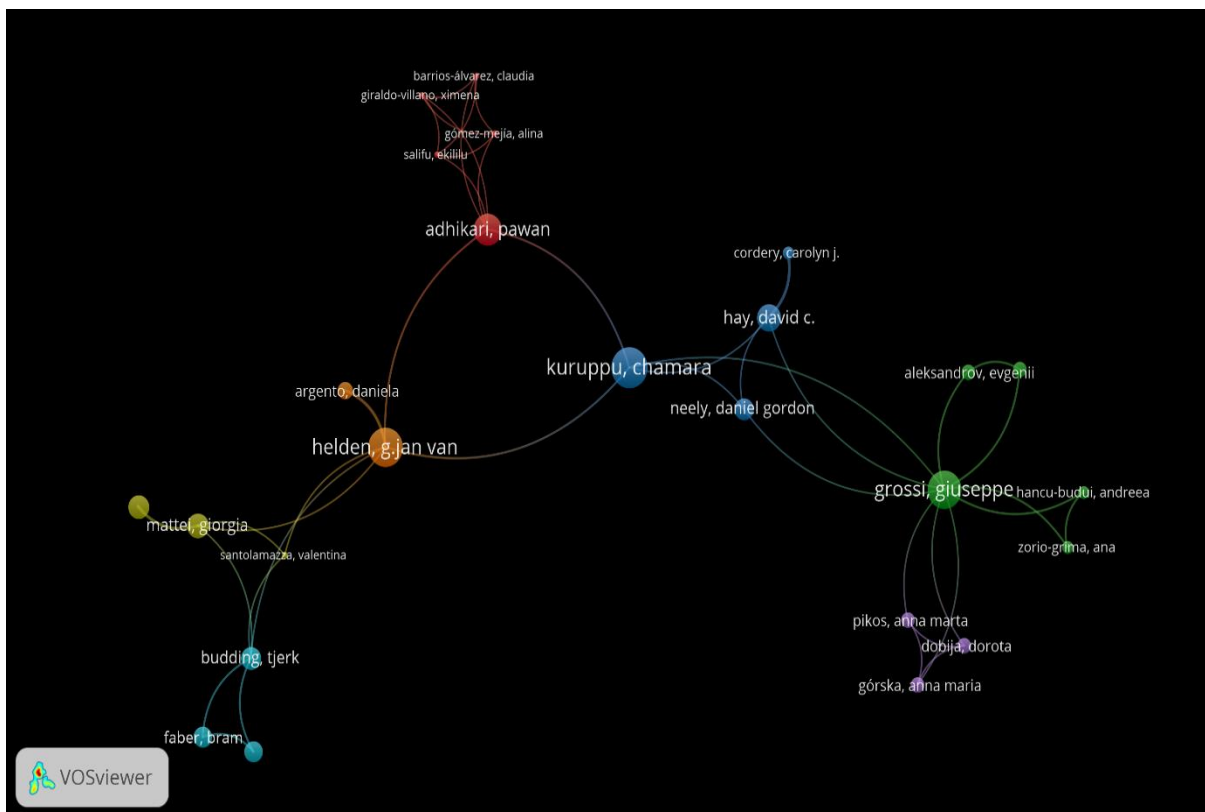 barrios-álvarez, claudia
giraldo-villano, ximena
gómez-mejía, alina
salifu, ekililu
adhikari, pawan
cordery, carolyn j.
hay, david c.
kuruppu, chamara
aleksandrov, evgenii
argento, daniela
neely, daniel gordon
helden, g.jan van
grossi, giuseppe
hancu-budui, andreea
mattei, giorgia
santolamazza, valentina
zorio-grima, ana
pikos, anna marta
dobija, dorota
budding, tjerk
górska, anna maria
faber, bram
VOSviewer